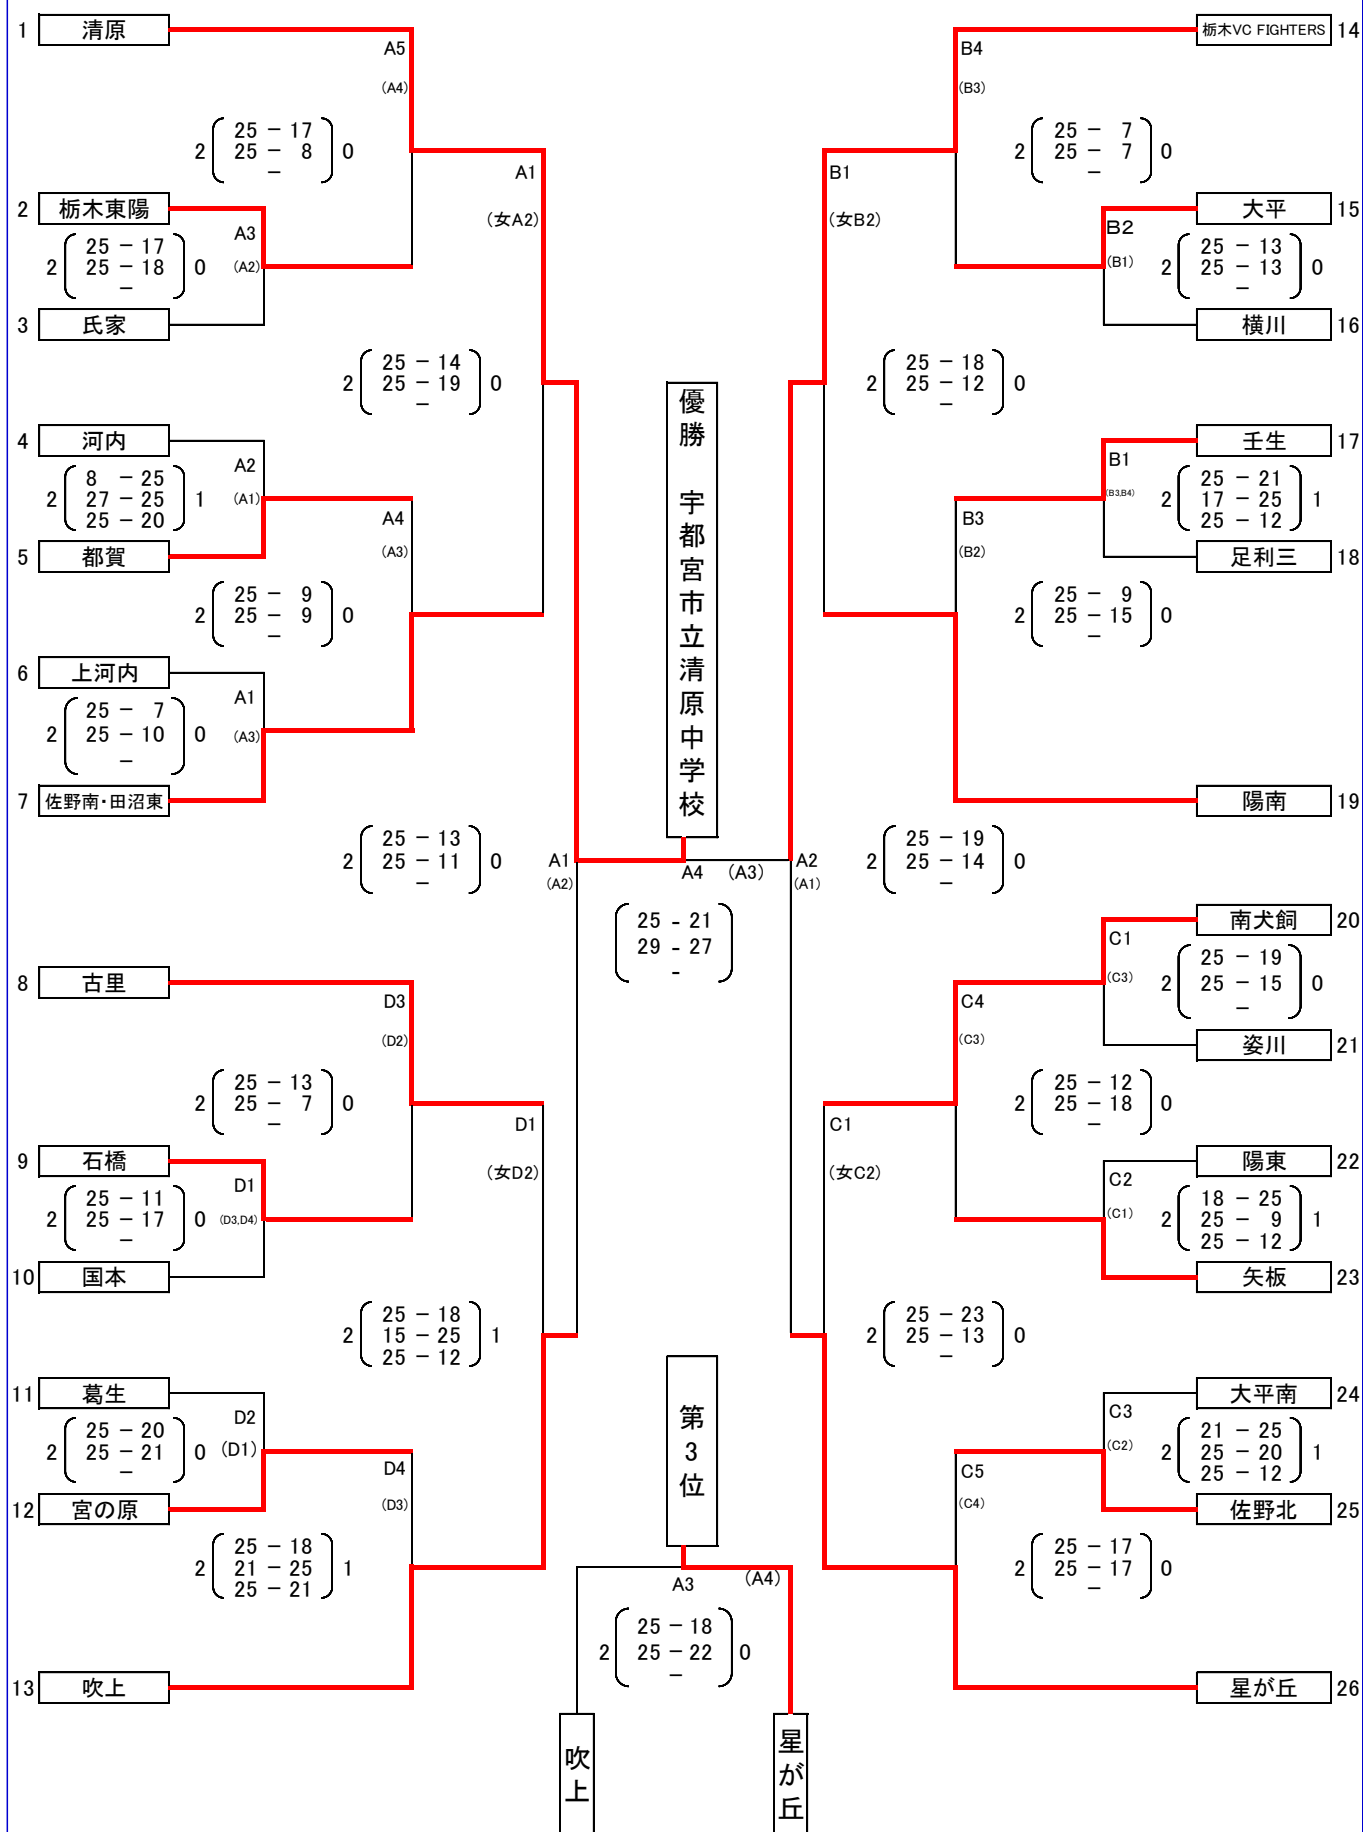 1 清原
A5
(A4)
25 - 17
2 25 - 8 0
-
2 栃木東陽
A3
(A2)
25 - 17
2 25 - 18 0
-
3 氏家
A1
(女A2)
25 - 14
2 25 - 19 0
-
4 河内
A2
(A1)
8 - 25
2 27 - 25 1
25 - 20
5 都賀
A4
(A3)
25 - 9
2 25 - 9 0
-
6 上河内
A1
(A3)
25 - 7
2 25 - 10 0
-
7 佐野南・田沼東
25 - 13
2 25 - 11 0
-
A1
(A2)
8 古里
D3
(D2)
25 - 13
2 25 - 7 0
-
9 石橋
D1
(D3,D4)
25 - 11
2 25 - 17 0
-
10 国本
D1
(女D2)
25 - 18
2 15 - 25 1
25 - 12
11 葛生
D2
(D1)
25 - 20
2 25 - 21 0
-
12 宮の原
D4
(D3)
25 - 18
2 21 - 25 1
25 - 21
13 吹上
優勝 宇都宮市立清原中学校
A4 (A3)
25 - 21
29 - 27
-
第3位
A3 (A4)
25 - 18
2 25 - 22 0
-
吹上
星が丘
栃木VC FIGHTERS 14
B4
(B3)
25 - 7
2 25 - 7 0
-
大平 15
B2
(B1)
25 - 13
2 25 - 13 0
-
横川 16
B1
(女B2)
25 - 18
2 25 - 12 0
-
壬生 17
B1
(B3,B4)
25 - 21
2 17 - 25 1
25 - 12
足利三 18
B3
(B2)
25 - 9
2 25 - 15 0
-
陽南 19
A2
(A1)
25 - 19
2 25 - 14 0
-
南犬飼 20
C1
(C3)
25 - 19
2 25 - 15 0
-
姿川 21
C4
(C3)
25 - 12
2 25 - 18 0
-
陽東 22
C2
(C1)
18 - 25
2 25 - 9 1
25 - 12
矢板 23
C1
(女C2)
25 - 23
2 25 - 13 0
-
大平南 24
C3
(C2)
21 - 25
2 25 - 20 1
25 - 12
佐野北 25
C5
(C4)
25 - 17
2 25 - 17 0
-
星が丘 26